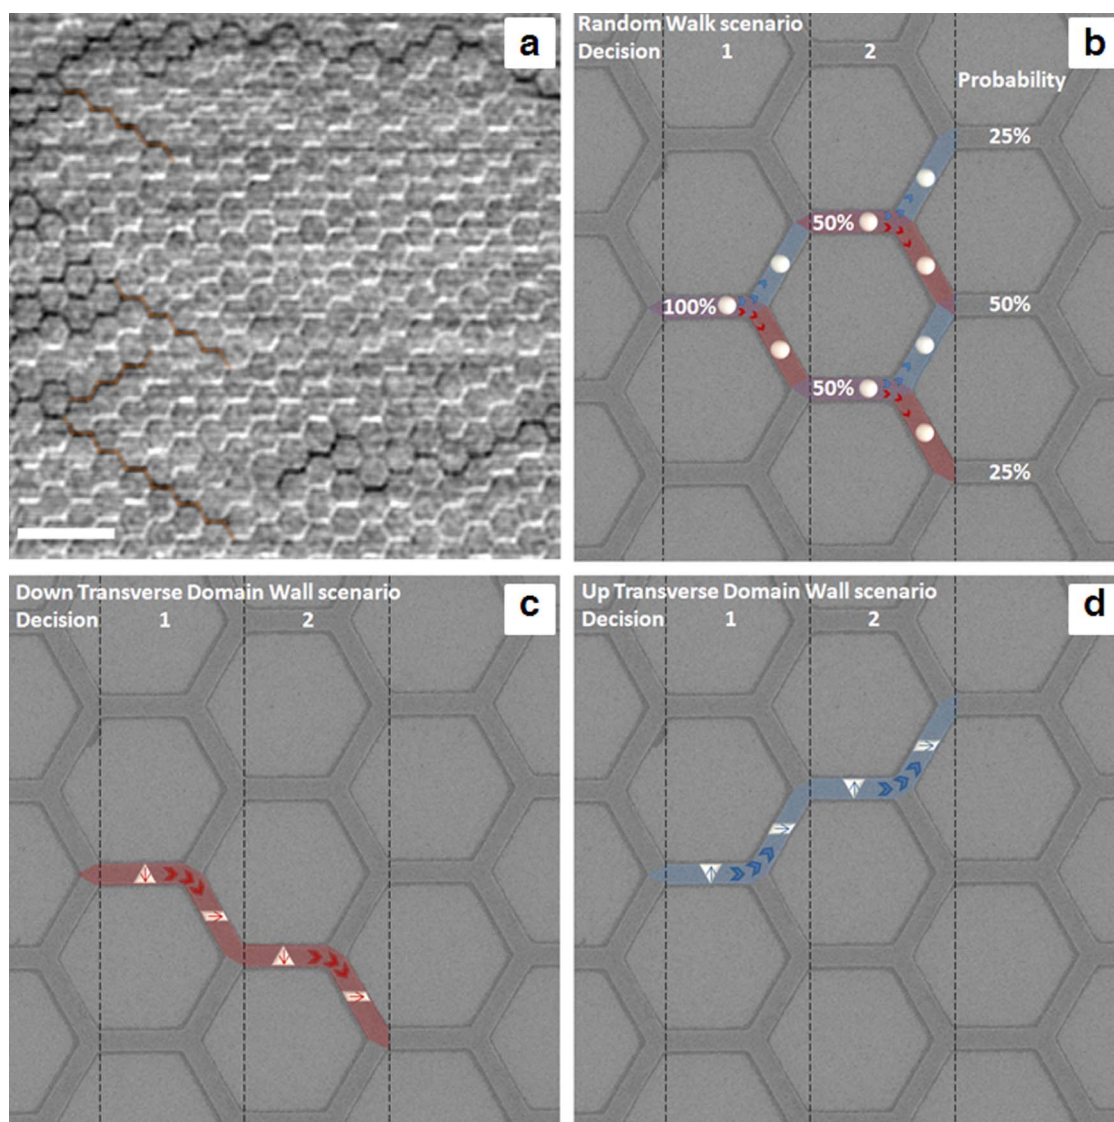 a
Random Walk scenario
b
Decision 1 2
Probability
25%
50%
100%
50%
50%
25%
Down Transverse Domain Wall scenario
c
Decision 1 2
Up Transverse Domain Wall scenario
d
Decision 1 2